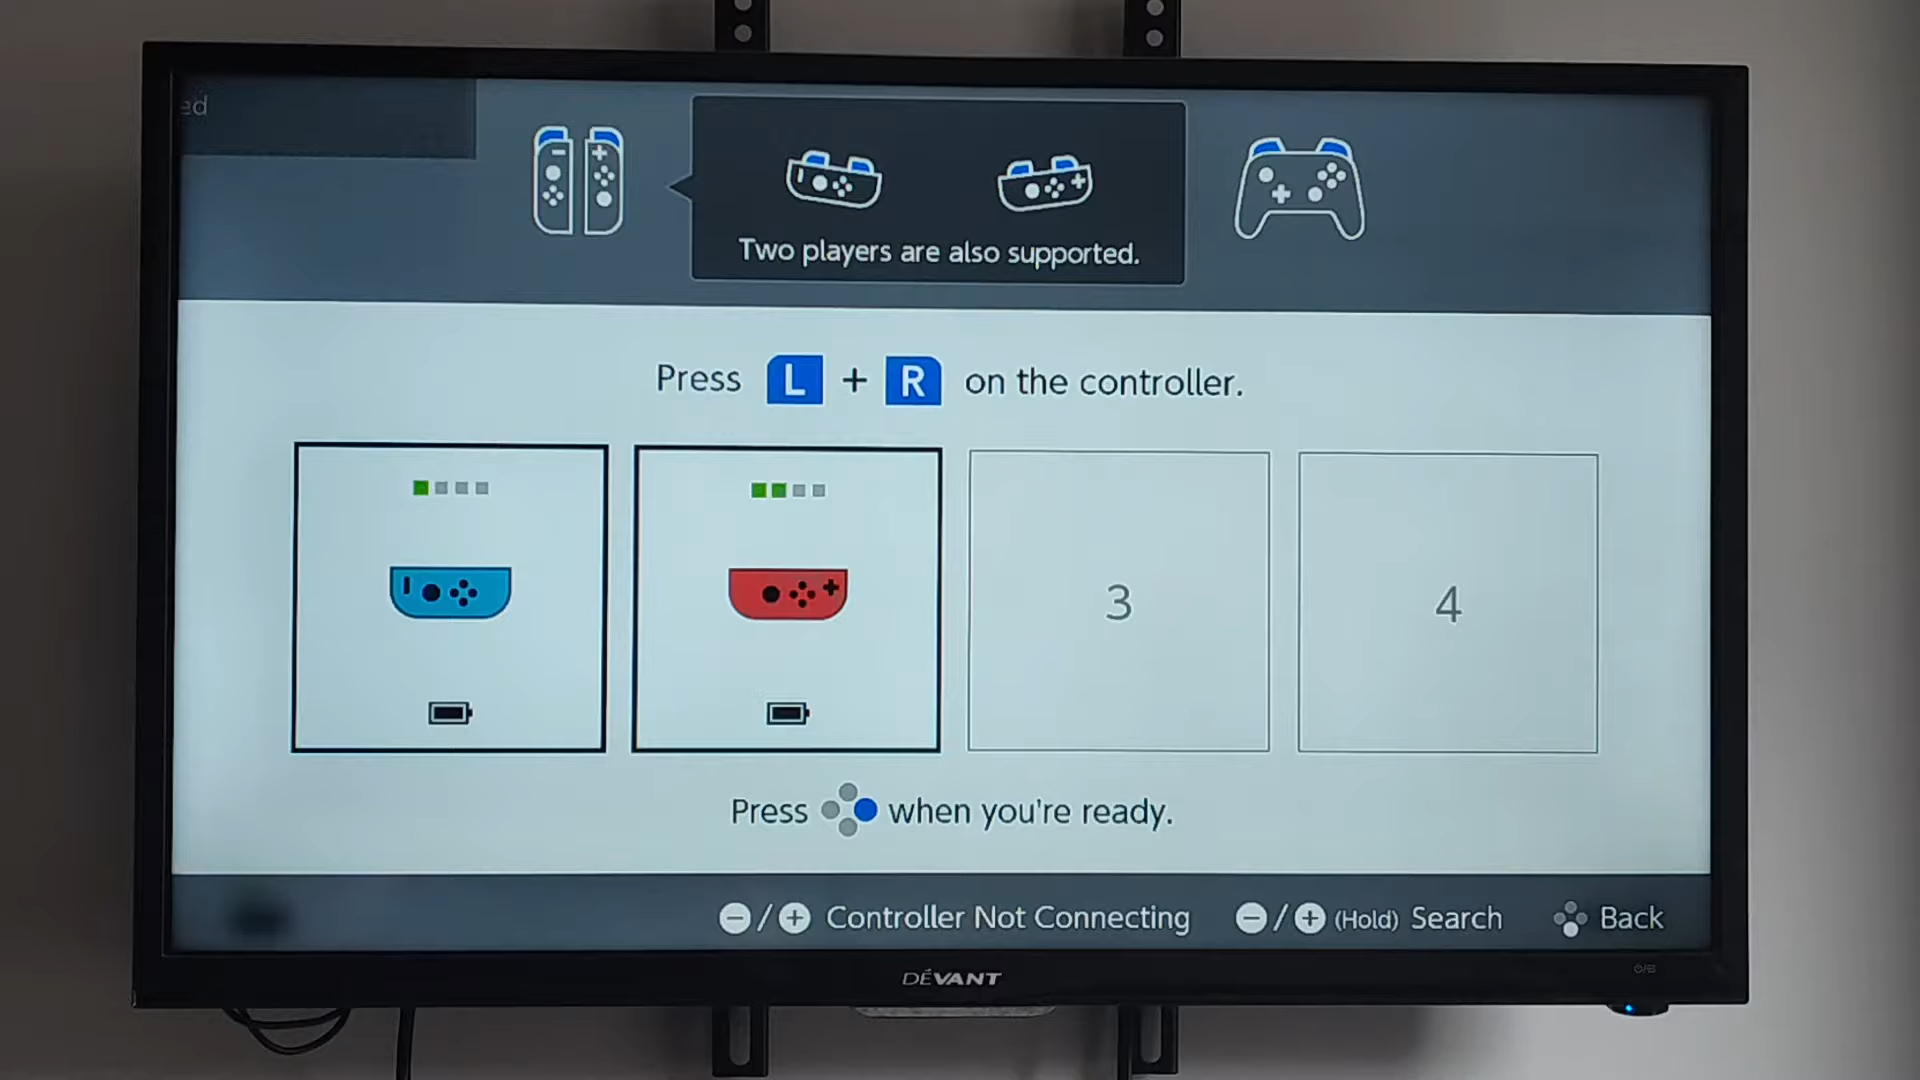 ed
Two players are also supported.
Press L + R on the controller.
3
4
Press when you're ready.
−/+ Controller Not Connecting
−/+ (Hold) Search
Back
DEVANT